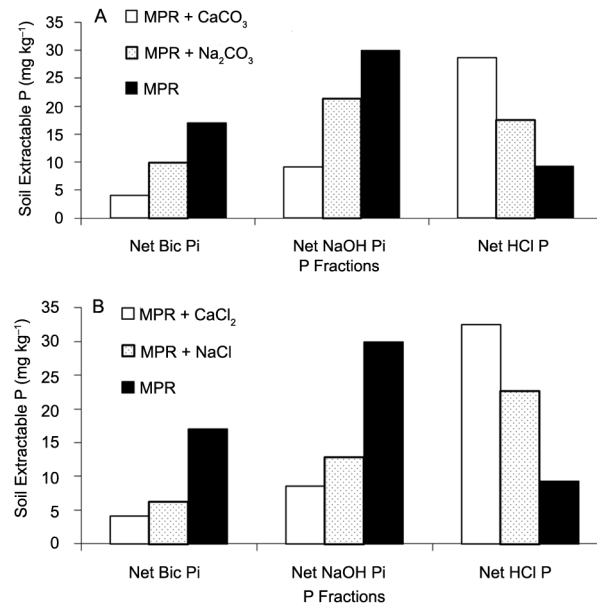 A
MPR + CaCO₃
MPR + Na₂CO₃
MPR
Soil Extractable P (mg kg⁻¹)
35
30
25
20
15
10
5
0
Net Bic Pi Net NaOH Pi Net HCl P
P Fractions
B
MPR + CaCl₂
MPR + NaCl
MPR
Soil Extractable P (mg kg⁻¹)
35
30
25
20
15
10
5
0
Net Bic Pi Net NaOH Pi Net HCl P
P Fractions